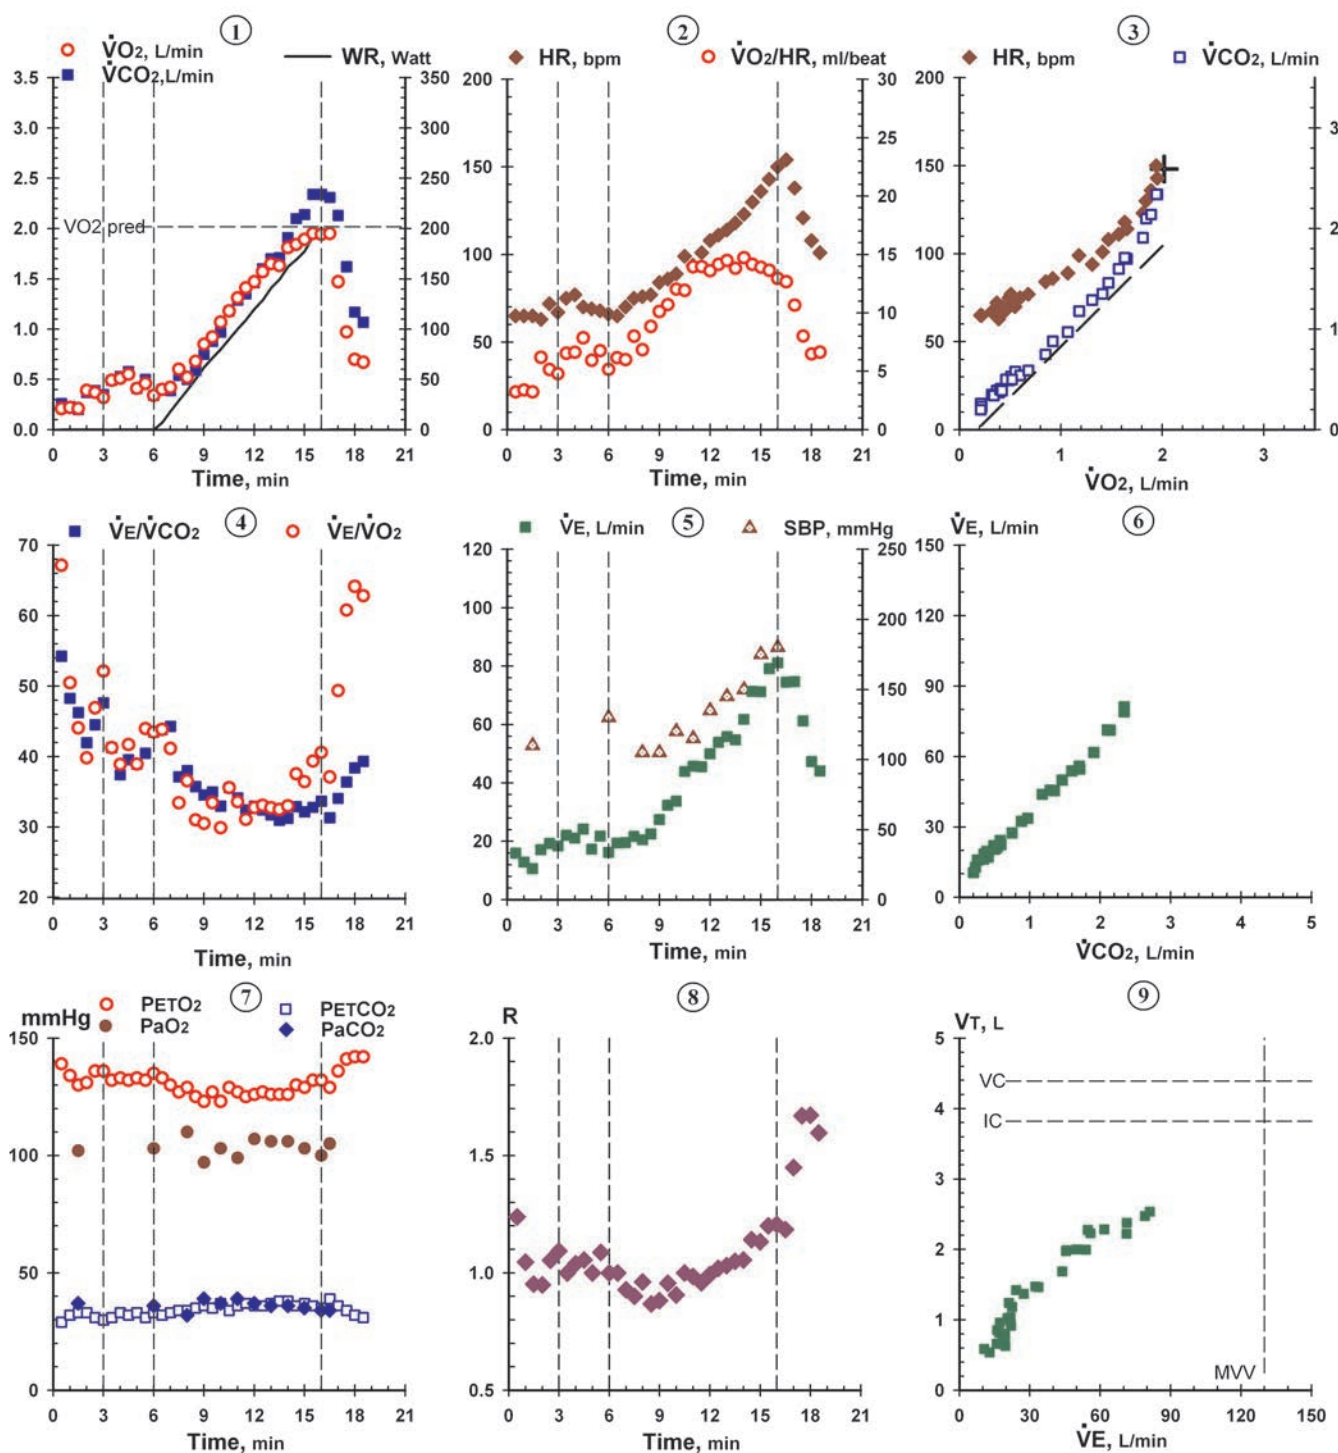 1
V̇O2, L/min
V̇CO2, L/min
WR, Watt
3.5
3.0
2.5
2.0
1.5
1.0
0.5
0.0
350
300
250
200
150
100
50
0
VO2 pred
0 3 6 9 12 15 18 21
Time, min
2
HR, bpm
V̇O2/HR, ml/beat
200
150
100
50
0
30
25
20
15
10
5
0
0 3 6 9 12 15 18 21
Time, min
3
HR, bpm
V̇CO2, L/min
200
150
100
50
0
3
2
1
0
0 1 2 3
V̇O2, L/min
4
V̇E/V̇CO2
V̇E/V̇O2
70
60
50
40
30
20
0 3 6 9 12 15 18 21
Time, min
5
V̇E, L/min
SBP, mmHg
120
100
80
60
40
20
0
250
200
150
100
50
0
0 3 6 9 12 15 18 21
Time, min
6
V̇E, L/min
150
120
90
60
30
0
0 1 2 3 4 5
V̇CO2, L/min
7
mmHg
PETO2
PaO2
PETCO2
PaCO2
150
100
50
0
0 3 6 9 12 15 18 21
Time, min
8
R
2.0
1.5
1.0
0.5
0 3 6 9 12 15 18 21
Time, min
9
VT, L
5
4
3
2
1
0
VC
IC
MVV
0 30 60 90 120 150
V̇E, L/min